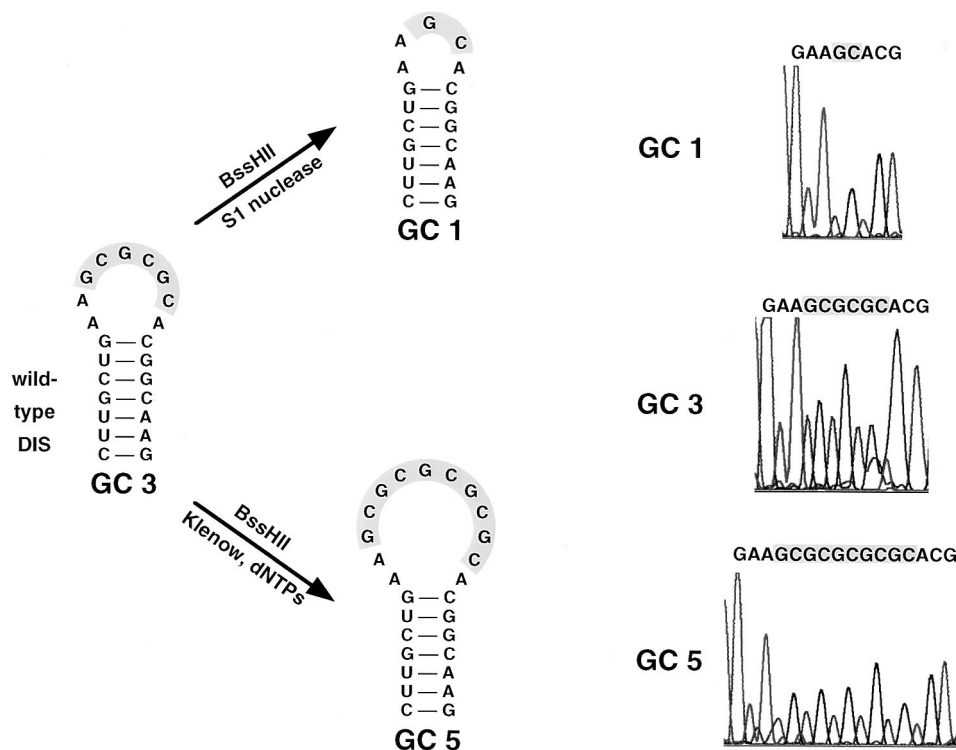 G
A C
A A
G — C
U — G
C — G
G — C
U — A
U — A
C — G
GC 1
BssHII
S1 nuclease
C G C G
G C
A A
A
G — C
U — G
C — G
G — C
U — A
U — A
C — G
GC 3
wild-
type
DIS
BssHII
Klenow, dNTPs
G
C C
G G
C C
G G
A C
A A
G — C
U — G
C — G
G — C
U — A
U — A
C — G
GC 5
GAAGCACG
GC 1
GAAGCGCGCACG
GC 3
GAAGCGCGCGCGCACG
GC 5